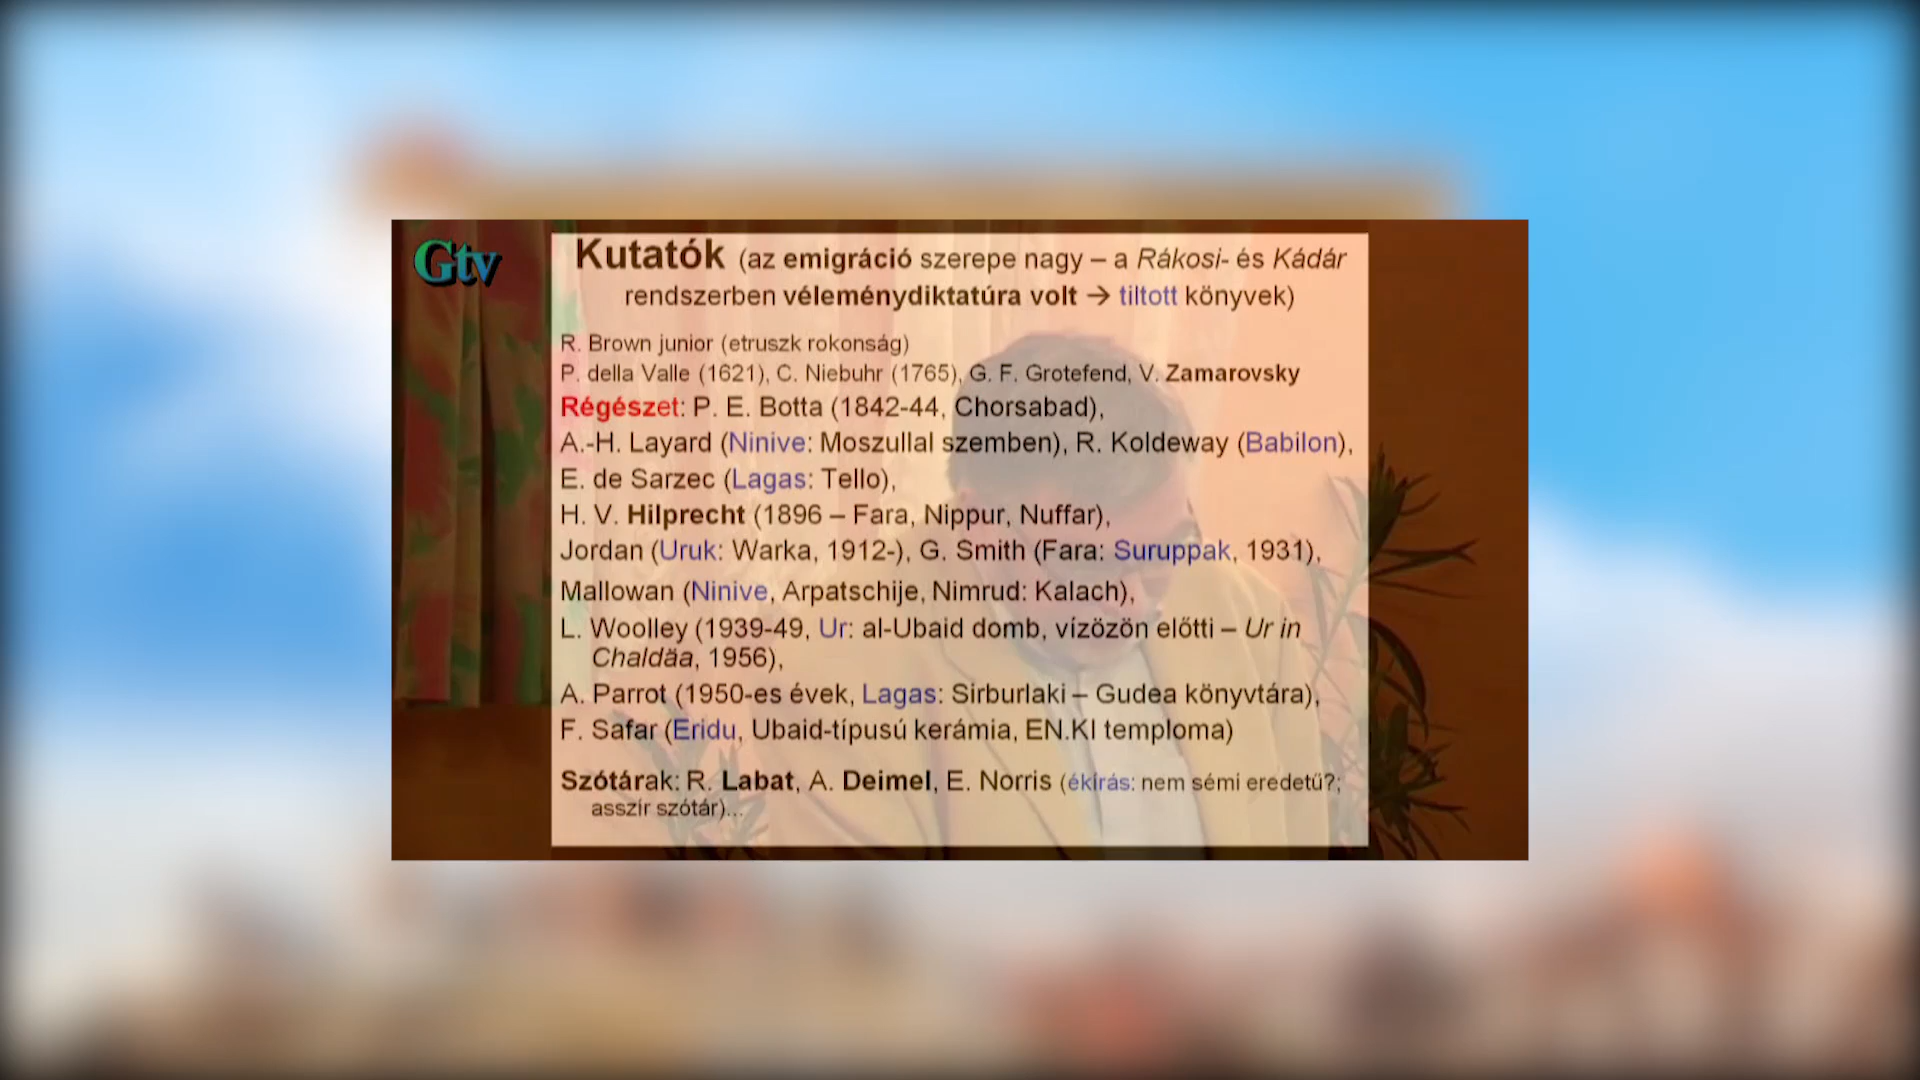 Gtv
Kutatók (az emigráció szerepe nagy – a Rákosi- és Kádár
rendszerben véleménydiktatúra volt → tiltott könyvek)
R. Brown junior (etruszk rokonság)
P. della Valle (1621), C. Niebuhr (1765), G. F. Grotefend, V. Zamarovsky
Régészet: P. E. Botta (1842-44, Chorsabad),
A.-H. Layard (Ninive: Moszullal szemben), R. Koldeway (Babilon),
E. de Sarzec (Lagas: Tello),
H. V. Hilprecht (1896 – Fara, Nippur, Nuffar),
Jordan (Uruk: Warka, 1912-), G. Smith (Fara: Suruppak, 1931),
Mallowan (Ninive, Arpatschije, Nimrud: Kalach),
L. Woolley (1939-49, Ur: al-Ubaid domb, vízözön előtti – Ur in
Chaldäa, 1956),
A. Parrot (1950-es évek, Lagas: Sirburlaki – Gudea könyvtára),
F. Safar (Eridu, Ubaid-típusú kerámia, EN.KI temploma)
Szótárak: R. Labat, A. Deimel, E. Norris (ékírás: nem sémi eredetű?;
asszír szótár)...